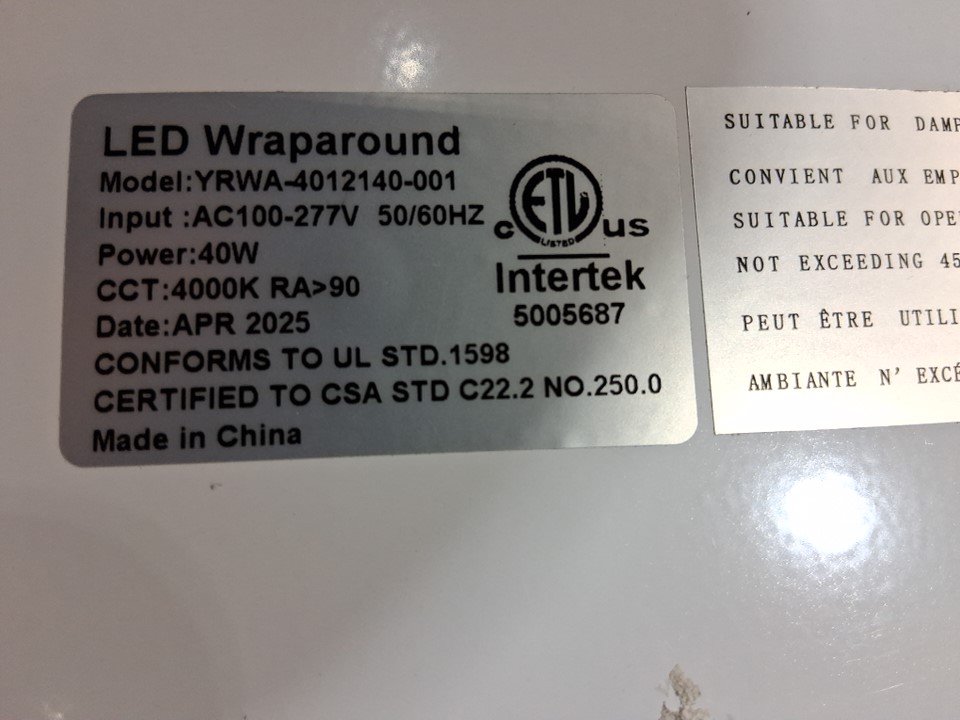 LED Wraparound
Model:YRWA-4012140-001
Input :AC100-277V 50/60HZ
Power:40W
CCT:4000K RA>90
Date:APR 2025
CONFORMS TO UL STD.1598
CERTIFIED TO CSA STD C22.2 NO.250.0
Made in China
ETL
LISTED
c us
Intertek
5005687
SUITABLE FOR
CONVIENT AUX
SUITABLE FOR
NOT EXCEEDING 45
PEUT ÊTRE
AMBIANTE N'